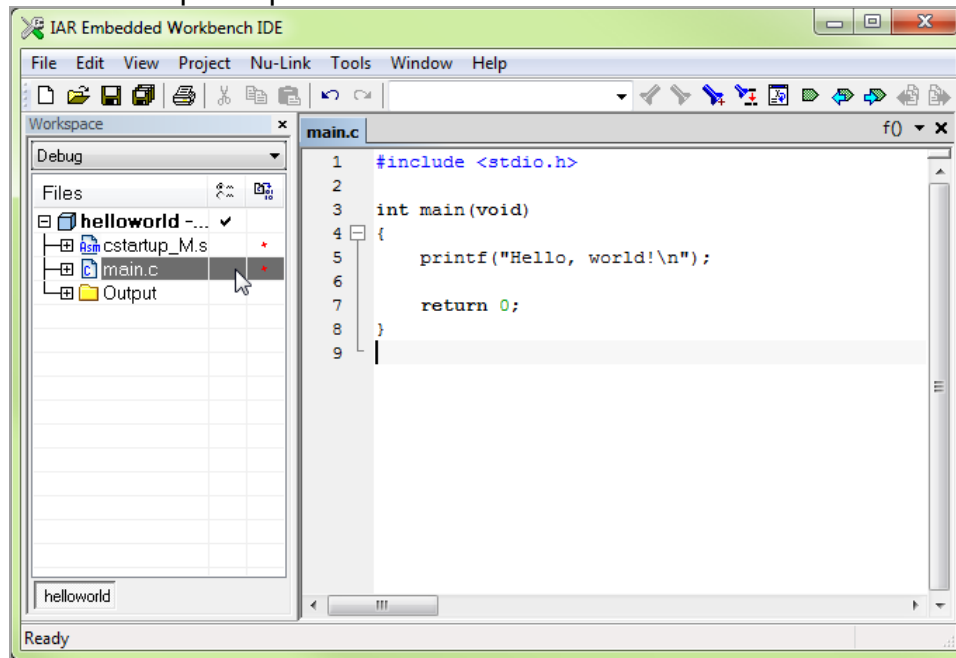 IAR Embedded Workbench IDE
File Edit View Project Nu-Link Tools Window Help
Workspace
Debug
Files
helloworld -...
cstartup_M.s
main.c
Output
helloworld
main.c
f()
1 #include <stdio.h>
2
3 int main(void)
4 {
5 printf("Hello, world!\n");
6
7 return 0;
8 }
9
Ready